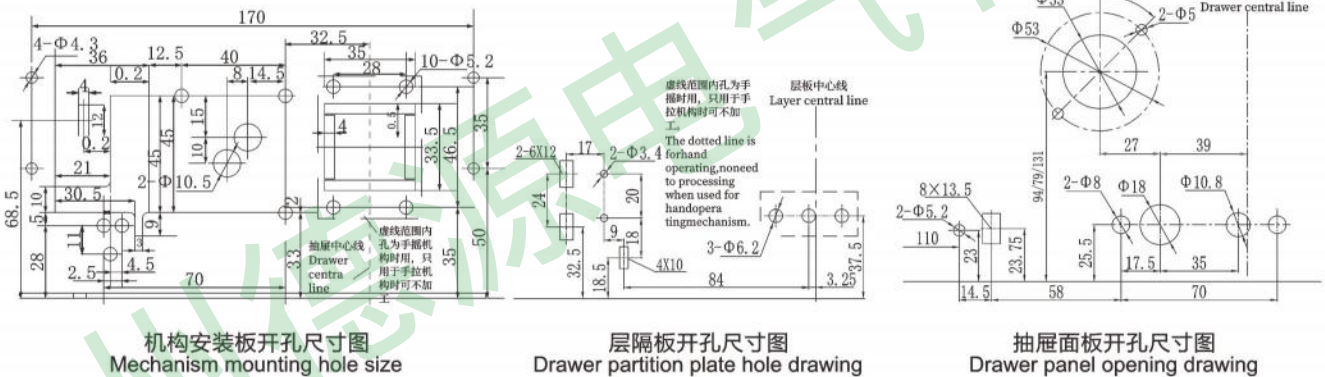 170
4-Φ4.3
36
12.5
40
32.5
35
28
10-Φ5.2
0.2
8
14.5
4
12
0.2
21
30.5
45
45
15
10
2-Φ10.5
4
0.5
33.5
46.5
35
68.5
5.10
9
2
11
3
28
2.5
4.5
70
33
35
50
抽屉中心线
Drawer
centra
line
虚线范围内
孔为手摇机
构时用，只
用于手拉机
构时可不加
工
机构安装板开孔尺寸图
Mechanism mounting hole size
虚线范围内孔为手
摇时用，只用于手
拉机构时可不加
工
The dotted line is
forhand
operating,noneed
to processing
when used for
handopera
tingmechanism.
层板中心线
Layer central line
2-6X12
17
2-Φ3.4
24
20
9
18
32.5
18.5
4X10
3-Φ6.2
84
3.25
37.5
层隔板开孔尺寸图
Drawer partition plate hole drawing
Φ53
2-Φ5
Drawer central line
27
39
94/79/131
8×13.5
2-Φ5.2
110
23
23.75
2-Φ8
Φ18
Φ10.8
25.5
17.5
35
14.5
58
70
抽屉面板开孔尺寸图
Drawer panel opening drawing
州德源电气